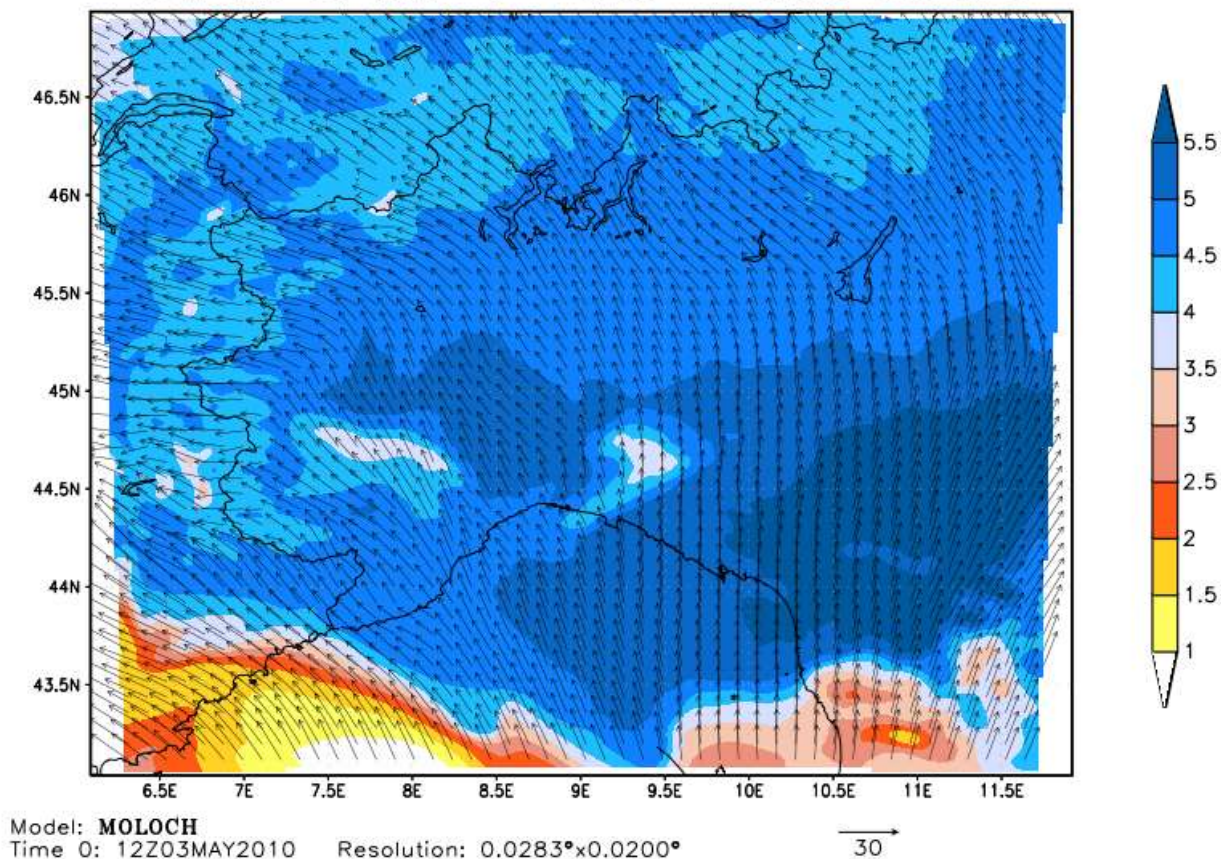 46.5N
46N
45.5N
45N
44.5N
44N
43.5N
5.5
5
4.5
4
3.5
3
2.5
2
1.5
1
6.5E 7E 7.5E 8E 8.5E 9E 9.5E 10E 10.5E 11E 11.5E
Model: MOLOCH
Time 0: 12Z03MAY2010 Resolution: 0.0283°x0.0200° 30